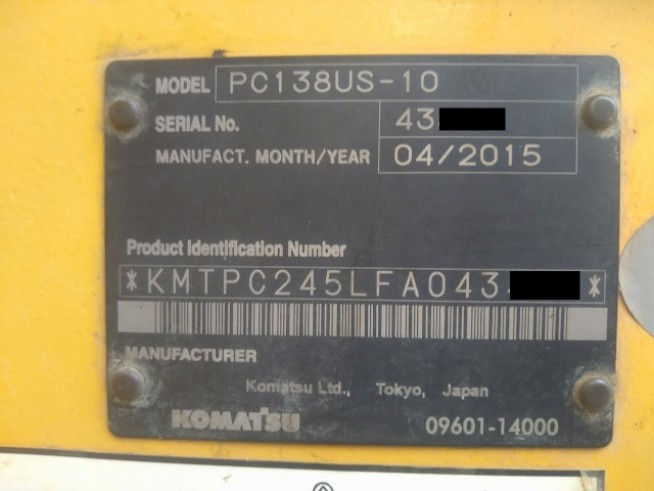 MODEL PC138US-10
SERIAL No. 43
MANUFACT. MONTH/YEAR 04/2015
Product Identification Number
*KMTPC245LFA043 *
MANUFACTURER
Komatsu Ltd., Tokyo, Japan
KOMATSU 09601-14000